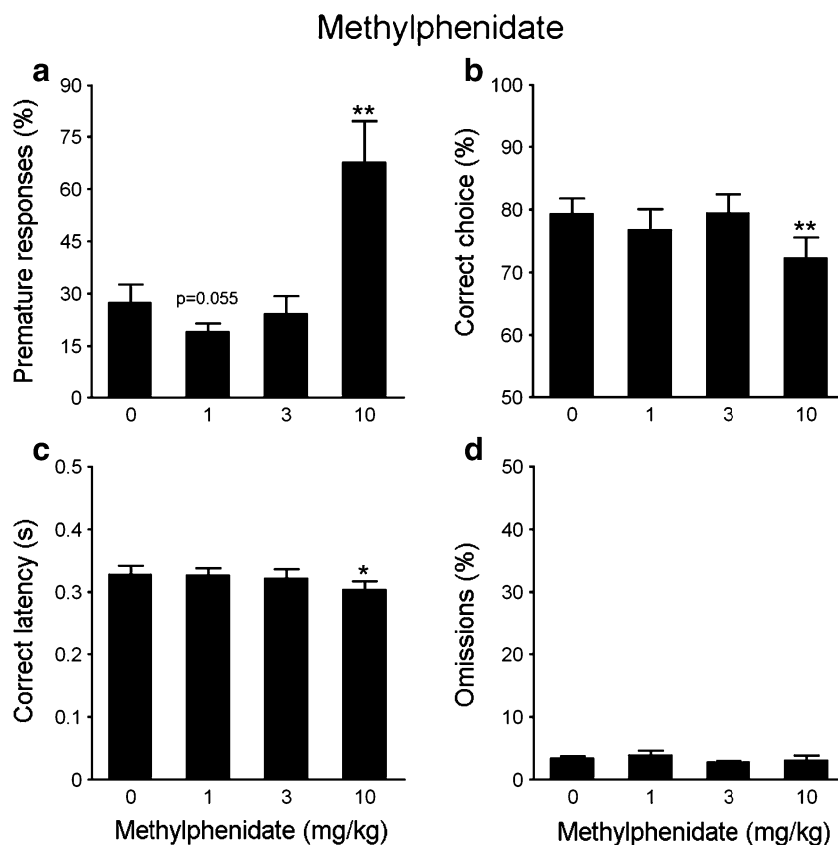 Methylphenidate
a
Premature responses (%)
90
75
60
45
30
15
0
p=0.055
**
0 1 3 10
b
Correct choice (%)
100
90
80
70
60
50
**
0 1 3 10
c
Correct latency (s)
0.5
0.4
0.3
0.2
0.1
0
*
0 1 3 10
Methylphenidate (mg/kg)
d
Omissions (%)
50
40
30
20
10
0
0 1 3 10
Methylphenidate (mg/kg)